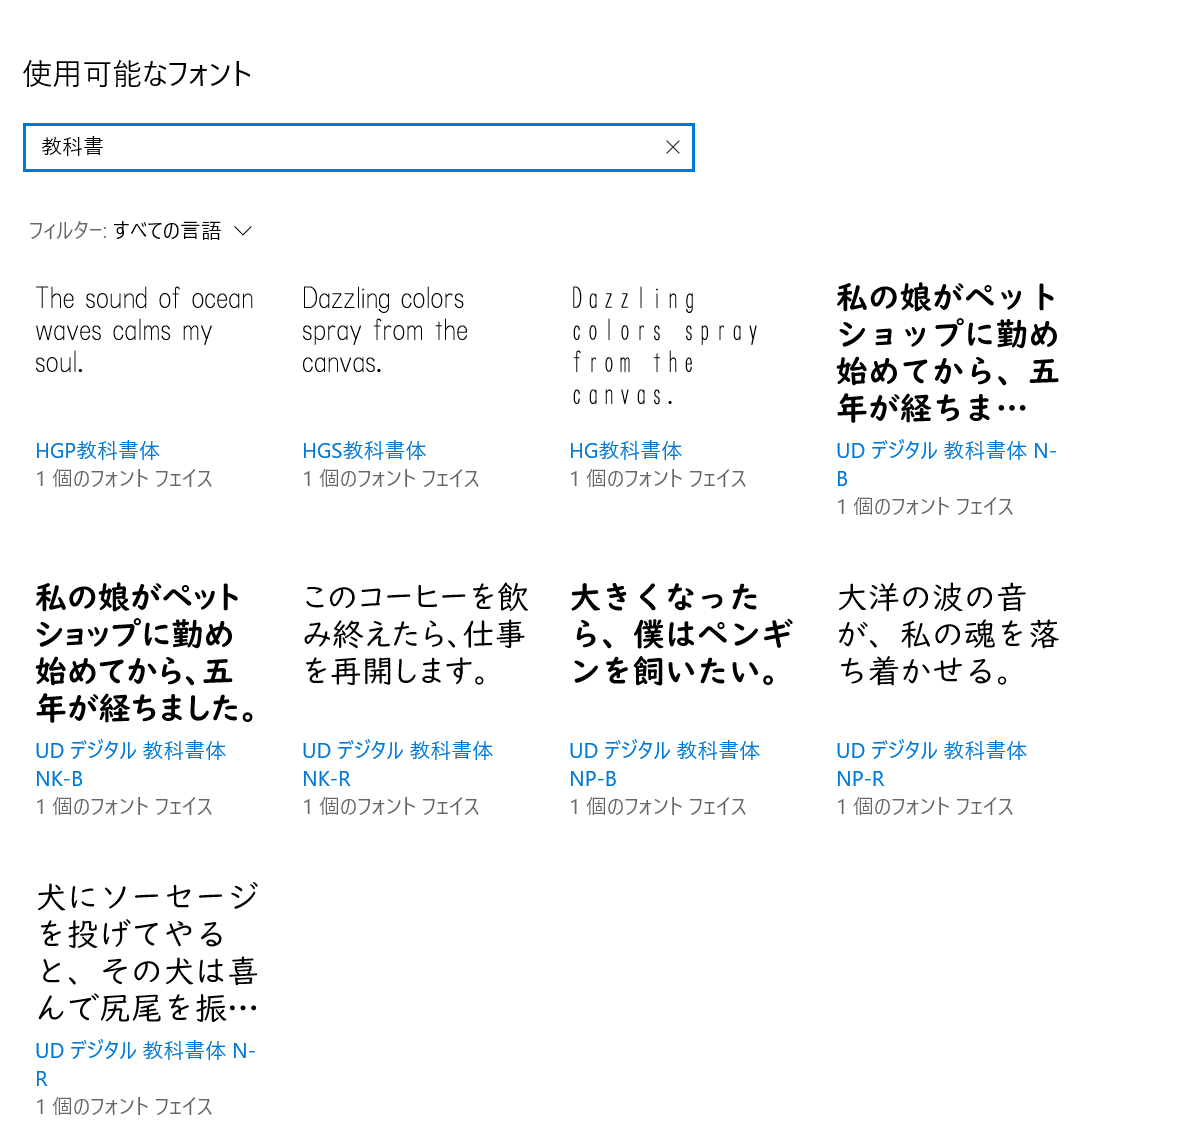 使用可能なフォント
教科書
フィルター: すべての言語
The sound of ocean
waves calms my
soul.
HGP教科書体
1 個のフォント フェイス
Dazzling colors
spray from the
canvas.
HGS教科書体
1 個のフォント フェイス
Dazzling
colors spray
from the
canvas.
HG教科書体
1 個のフォント フェイス
私の娘がペット
ショップに勤め
始めてから、五
年が経ちま…
UD デジタル 教科書体 N-
B
1 個のフォント フェイス
私の娘がペット
ショップに勤め
始めてから、五
年が経ちました。
UD デジタル 教科書体
NK-B
1 個のフォント フェイス
このコーヒーを飲
み終えたら、仕事
を再開します。
UD デジタル 教科書体
NK-R
1 個のフォント フェイス
大きくなった
ら、僕はペンギ
ンを飼いたい。
UD デジタル 教科書体
NP-B
1 個のフォント フェイス
大洋の波の音
が、私の魂を落
ち着かせる。
UD デジタル 教科書体
NP-R
1 個のフォント フェイス
犬にソーセージ
を投げてやる
と、その犬は喜
んで尻尾を振…
UD デジタル 教科書体 N-
R
1 個のフォント フェイス